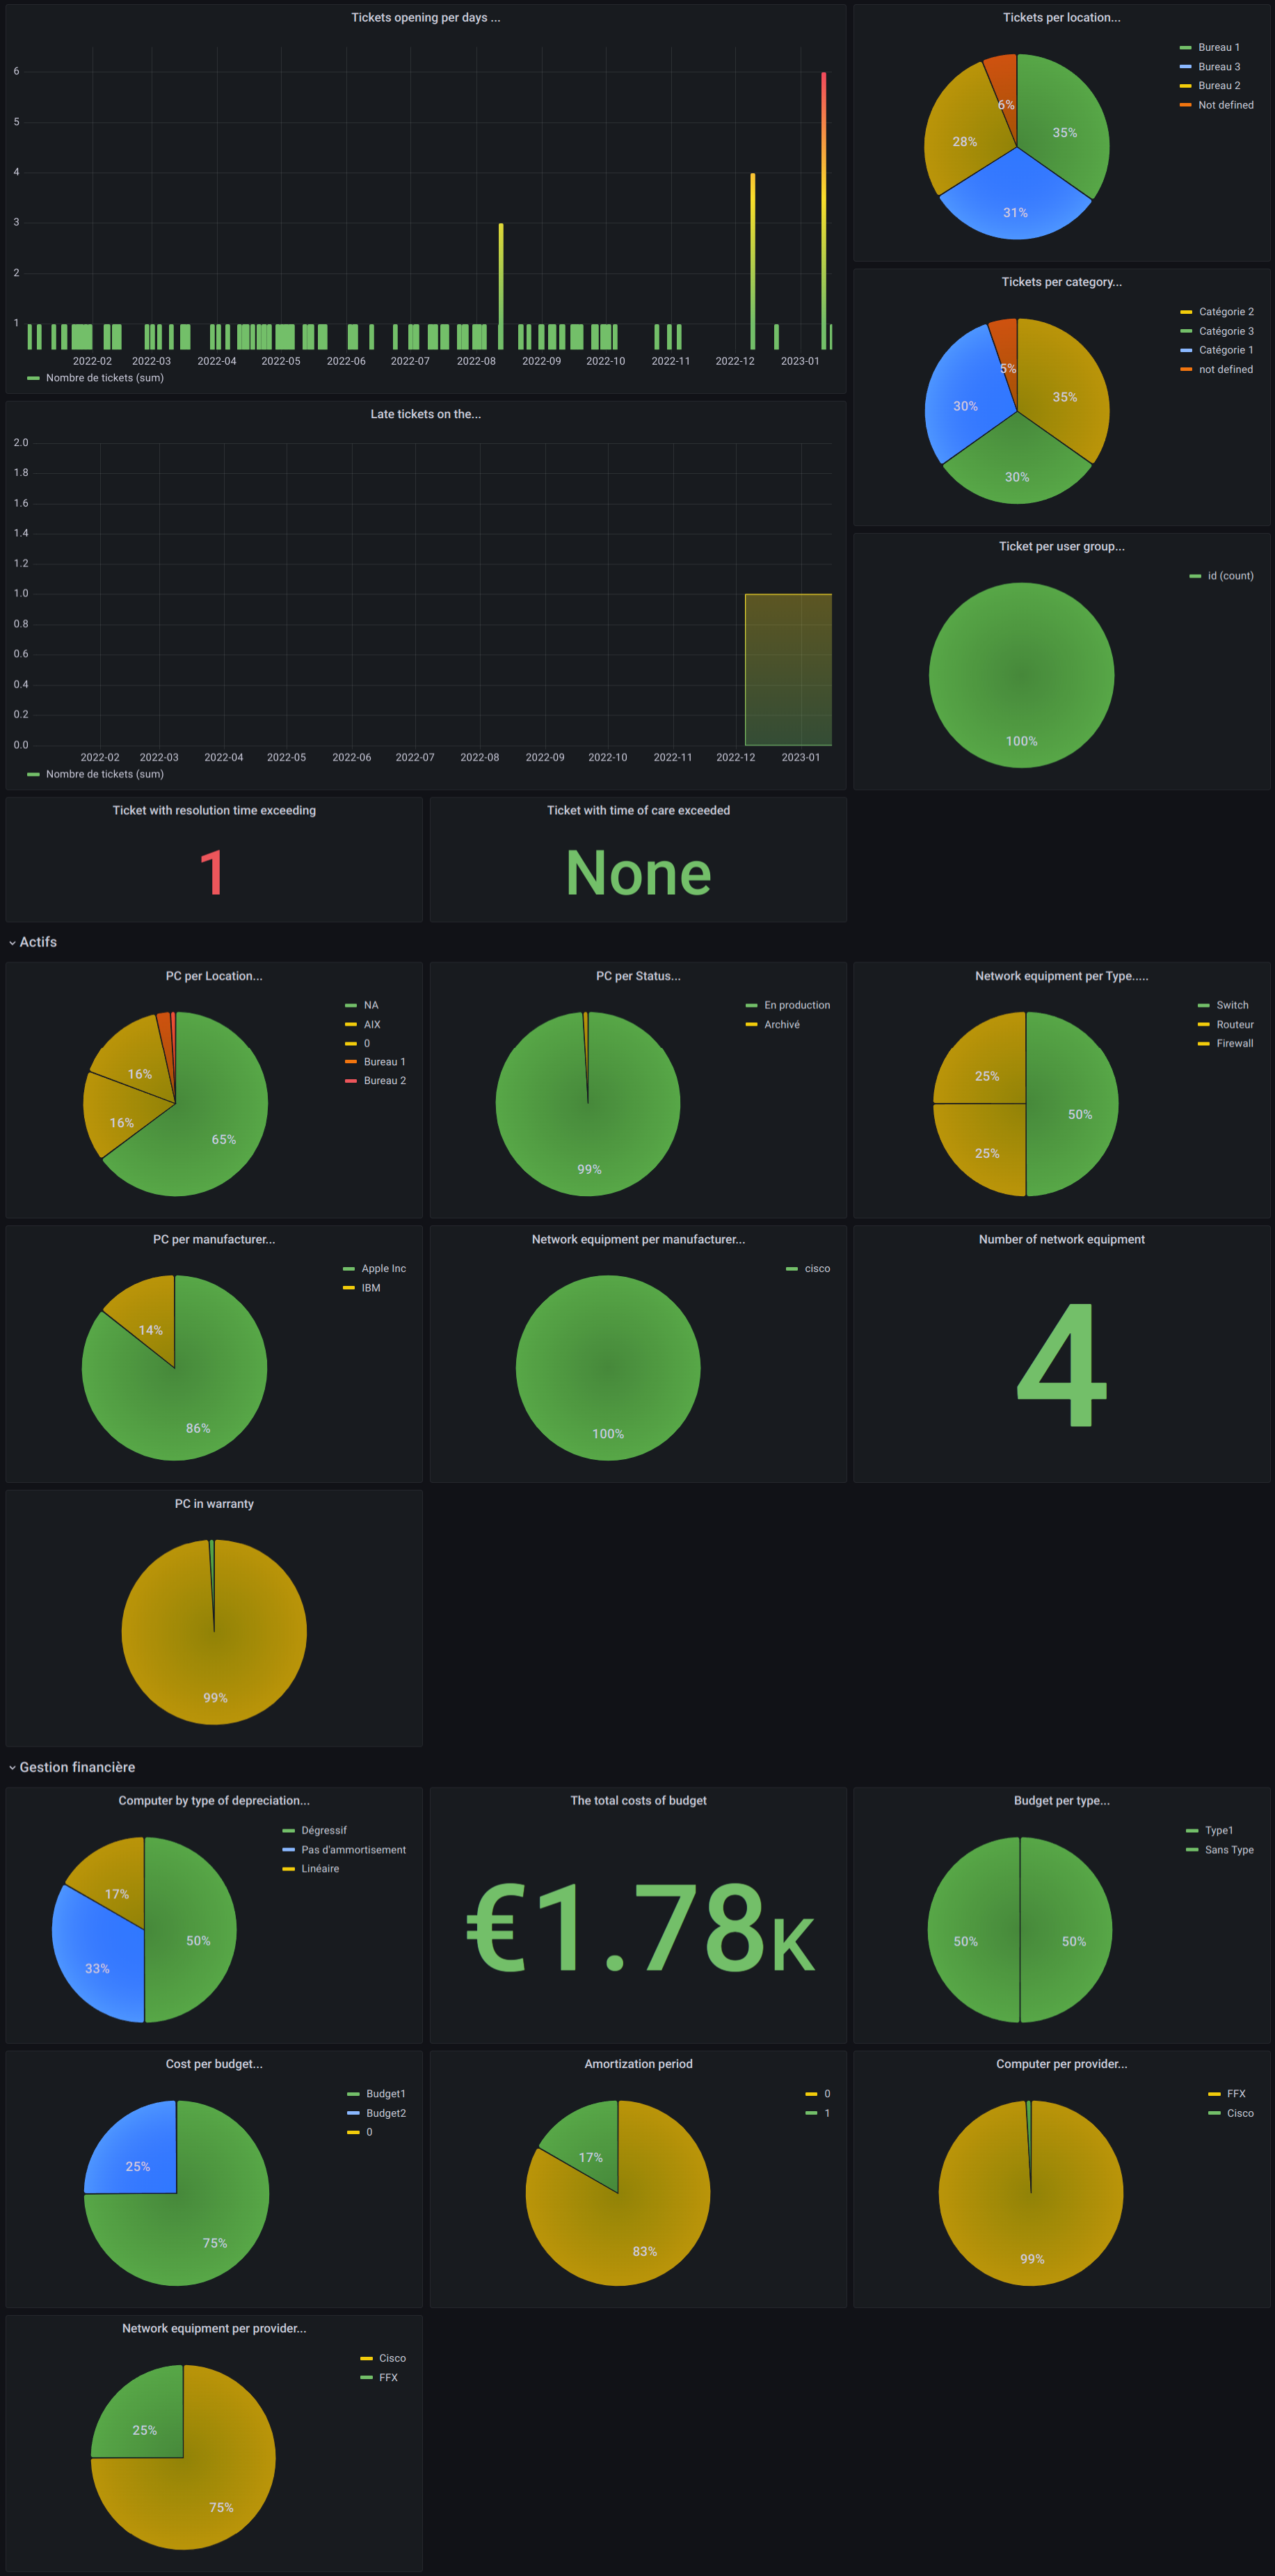 Tickets opening per days ...
6
5
4
3
2
1
2022-02 2022-03 2022-04 2022-05 2022-06 2022-07 2022-08 2022-09 2022-10 2022-11 2022-12 2023-01
Nombre de tickets (sum)
Tickets per location...
Bureau 1
Bureau 3
Bureau 2
Not defined
6%
35%
28%
31%
Tickets per category...
Catégorie 2
Catégorie 3
Catégorie 1
not defined
5%
35%
30%
30%
Late tickets on the...
2.0
1.8
1.6
1.4
1.2
1.0
0.8
0.6
0.4
0.2
0.0
2022-02 2022-03 2022-04 2022-05 2022-06 2022-07 2022-08 2022-09 2022-10 2022-11 2022-12 2023-01
Nombre de tickets (sum)
Ticket per user group...
id (count)
100%
Ticket with resolution time exceeding
1
Ticket with time of care exceeded
None
Actifs
PC per Location...
NA
AIX
0
Bureau 1
Bureau 2
16%
16%
65%
PC per Status...
En production
Archivé
99%
Network equipment per Type.....
Switch
Routeur
Firewall
25%
50%
25%
PC per manufacturer...
Apple Inc
IBM
14%
86%
Network equipment per manufacturer...
cisco
100%
Number of network equipment
4
PC in warranty
99%
Gestion financière
Computer by type of depreciation...
Dégressif
Pas d'ammortisement
Linéaire
17%
50%
33%
The total costs of budget
€1.78K
Budget per type...
Type1
Sans Type
50%
50%
Cost per budget...
Budget1
Budget2
0
25%
75%
Amortization period
0
1
17%
83%
Computer per provider...
FFX
Cisco
99%
Network equipment per provider...
Cisco
FFX
25%
75%